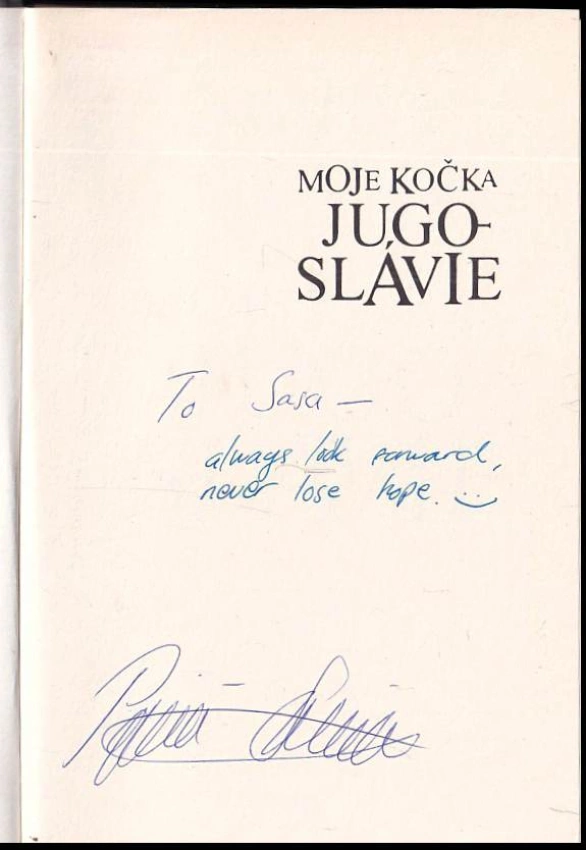 MOJE KOČKA
JUGO-
SLÁVIE
To Sasa —
always look forward,
never lose hope.